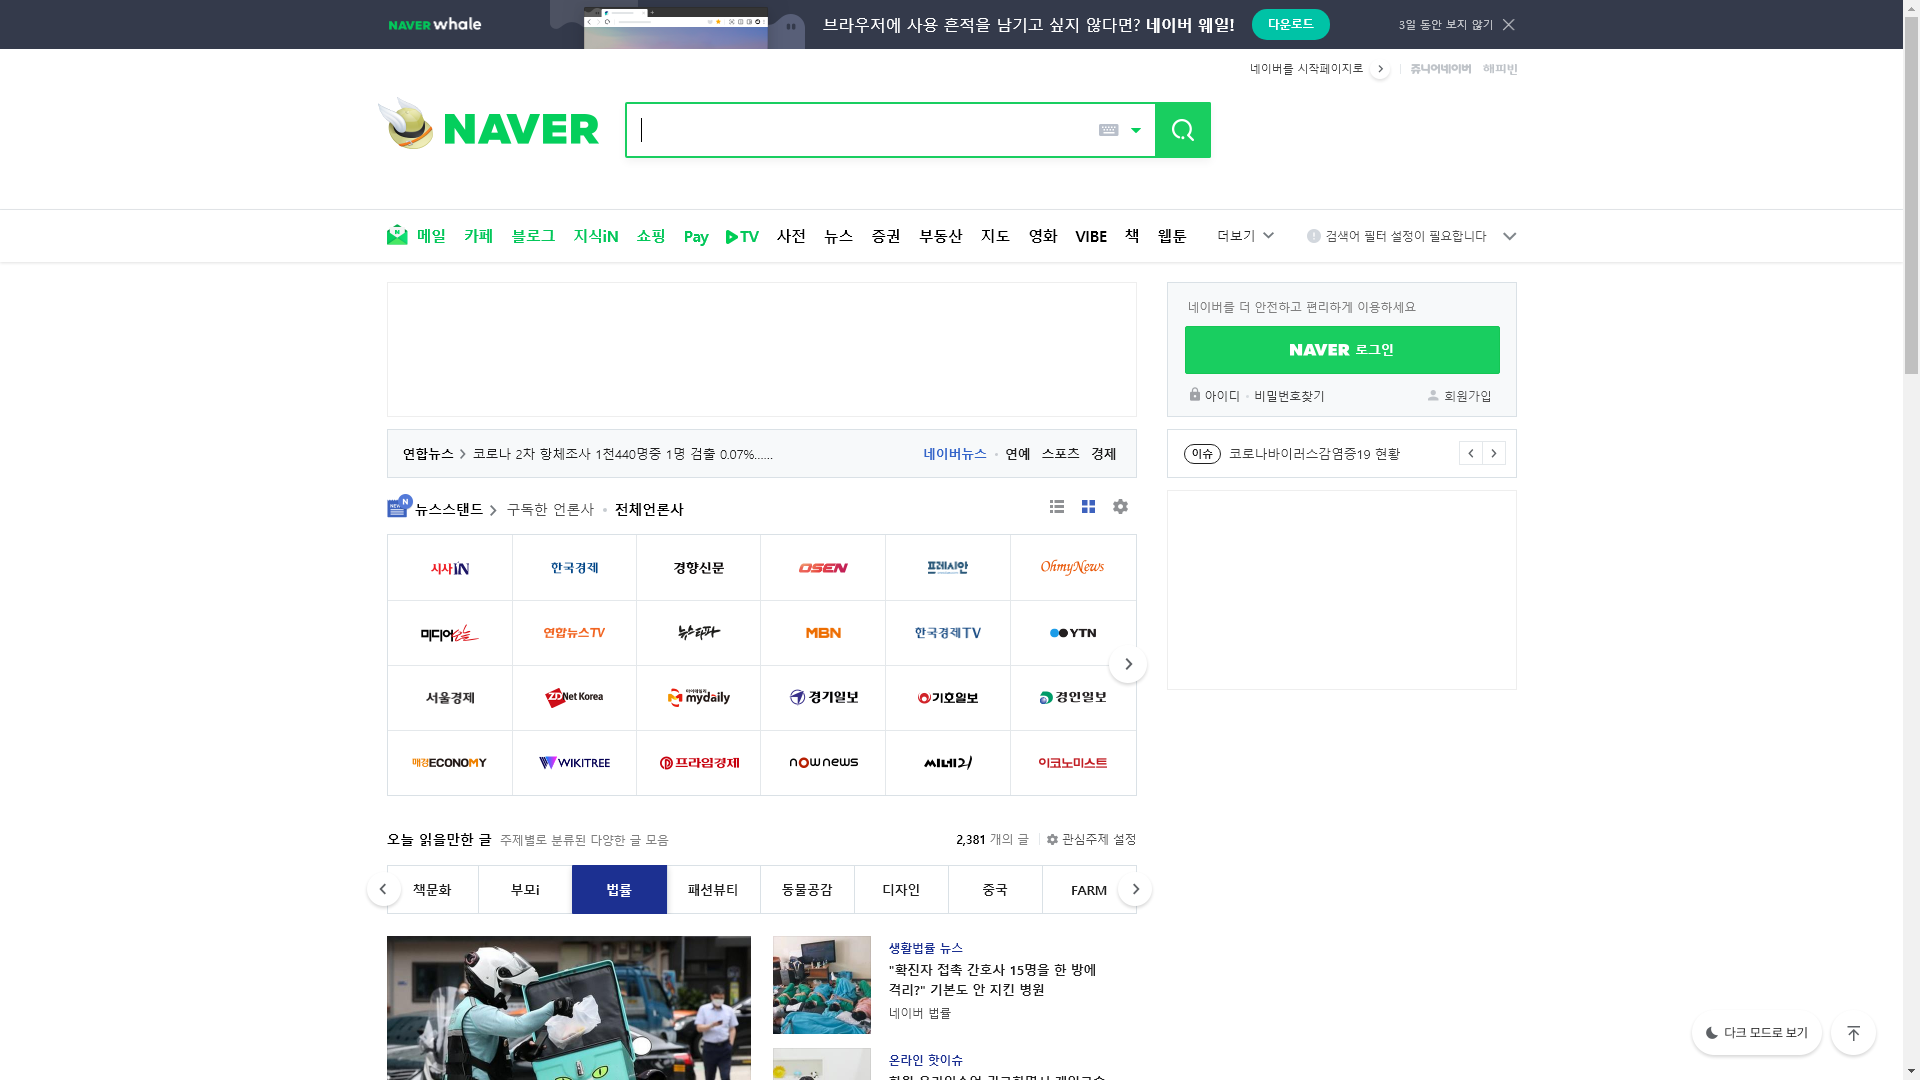 NAVER whale 브라우저에 사용 흔적을 남기고 싶지 않다면? 네이버 웨일! 다운로드 3일 동안 보지 않기
네이버를 시작페이지로 쥬니어네이버 해피빈
NAVER
메일 카페 블로그 지식iN 쇼핑 Pay TV 사전 뉴스 증권 부동산 지도 영화 VIBE 책 웹툰 더보기 검색어 필터 설정이 필요합니다
네이버를 더 안전하고 편리하게 이용하세요
NAVER 로그인
아이디 비밀번호찾기 회원가입
연합뉴스 코로나 2차 항체조사 1천440명중 1명 검출 0.07%...... 네이버뉴스 연예 스포츠 경제
이슈 코로나바이러스감염증19 현황
뉴스스탠드 구독한 언론사 전체언론사
시사IN 한국경제 경향신문 OSEN 프레시안 OhmyNews
미디어오늘 연합뉴스TV 뉴스타파 MBN 한국경제TV YTN
서울경제 ZDNet Korea 마이데일리 mydaily 경기일보 기호일보 경인일보
매경ECONOMY WIKITREE 프라임경제 nownews 씨네21 이코노미스트
오늘 읽을만한 글 주제별로 분류된 다양한 글 모음 2,381 개의 글 관심주제 설정
책문화 부모i 법률 패션뷰티 동물공감 디자인 중국 FARM
생활법률 뉴스
"확진자 접촉 간호사 15명을 한 방에
격리?" 기본도 안 지킨 병원
네이버 법률
온라인 핫이슈
다크 모드로 보기